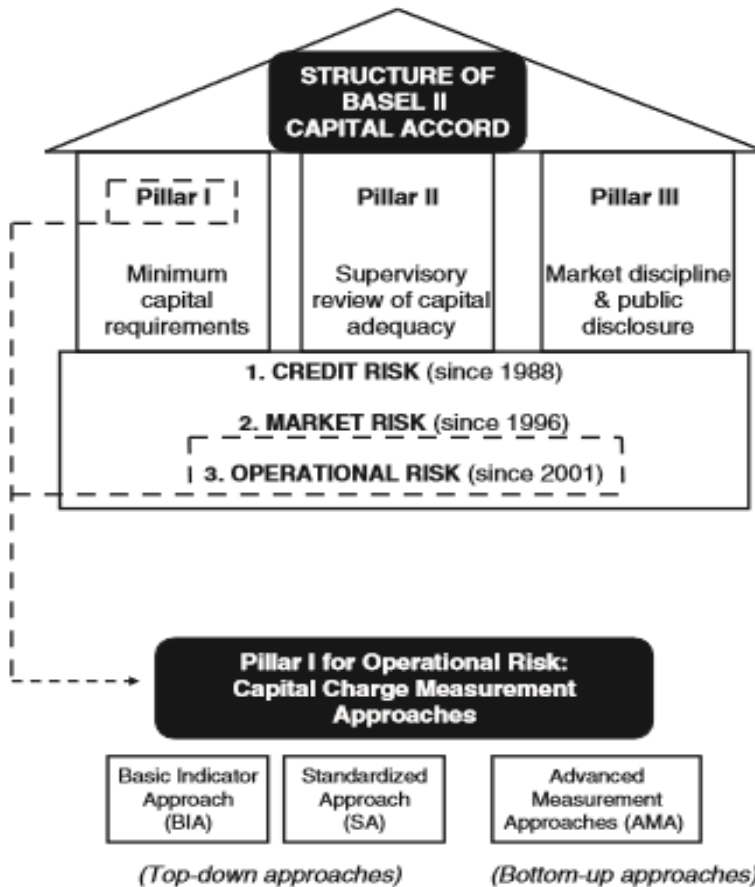 STRUCTURE OF
BASEL II
CAPITAL ACCORD
Pillar I
Minimum
capital
requirements
Pillar II
Supervisory
review of capital
adequacy
Pillar III
Market discipline
& public
disclosure
1. CREDIT RISK (since 1988)
2. MARKET RISK (since 1996)
3. OPERATIONAL RISK (since 2001)
Pillar I for Operational Risk:
Capital Charge Measurement
Approaches
Basic Indicator
Approach
(BIA)
Standardized
Approach
(SA)
Advanced
Measurement
Approaches (AMA)
(Top-down approaches)
(Bottom-up approaches)